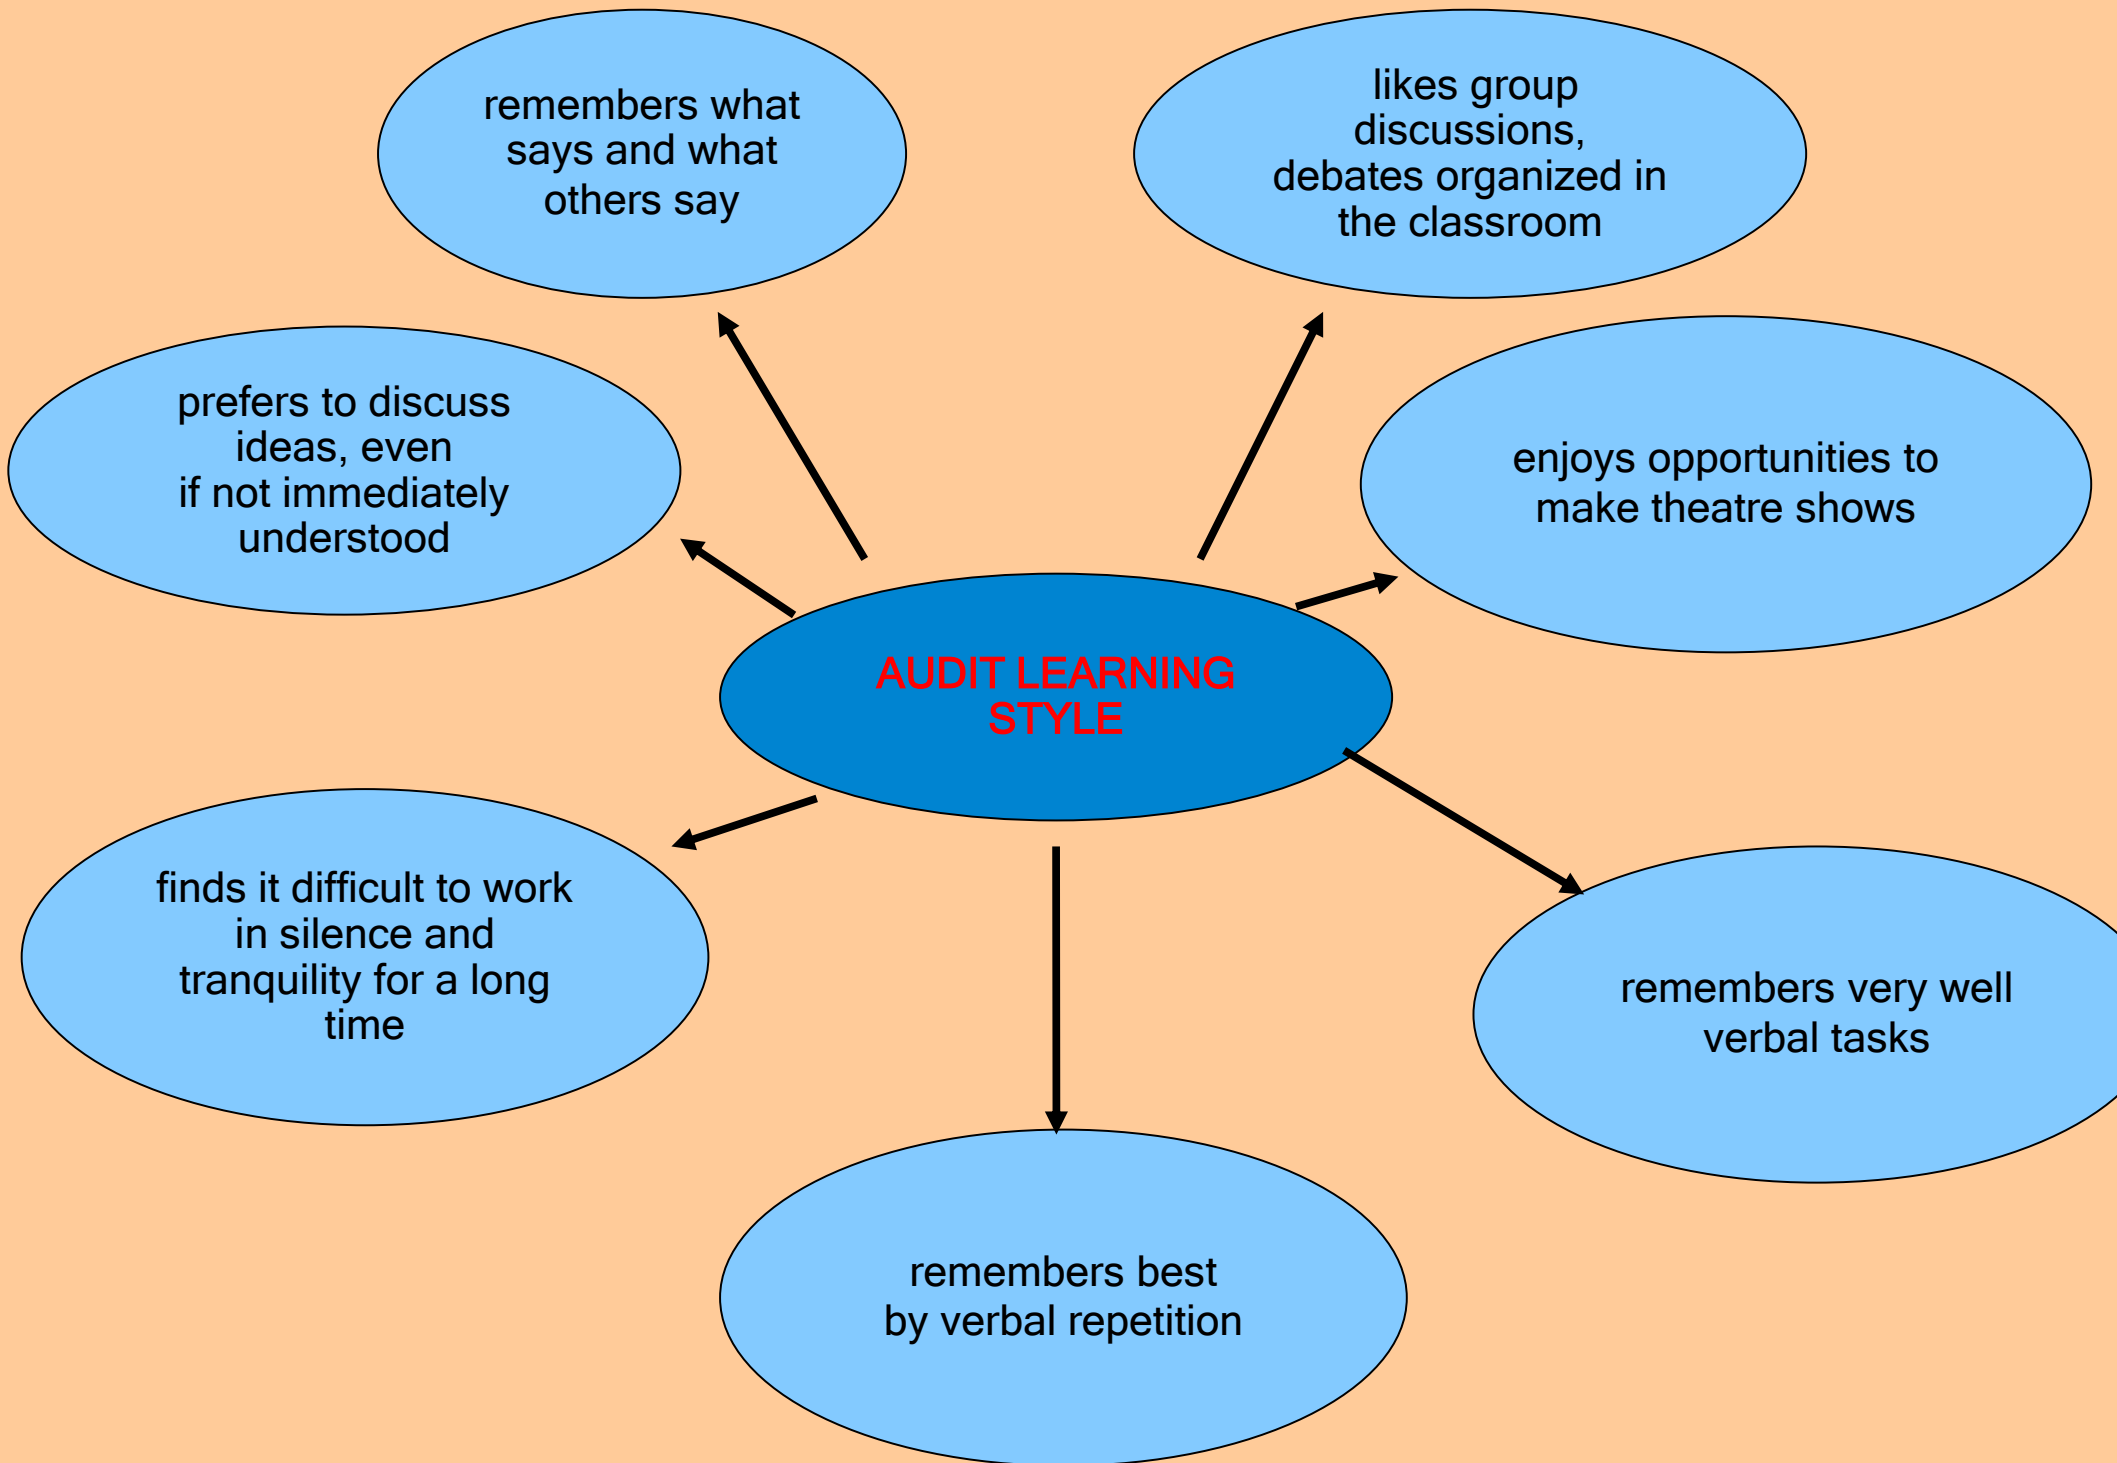 remembers what
says and what
others say
likes group
discussions,
debates organized in
the classroom
prefers to discuss
ideas, even
if not immediately
understood
enjoys opportunities to
make theatre shows
AUDIT LEARNING
STYLE
finds it difficult to work
in silence and
tranquility for a long
time
remembers very well
verbal tasks
remembers best
by verbal repetition